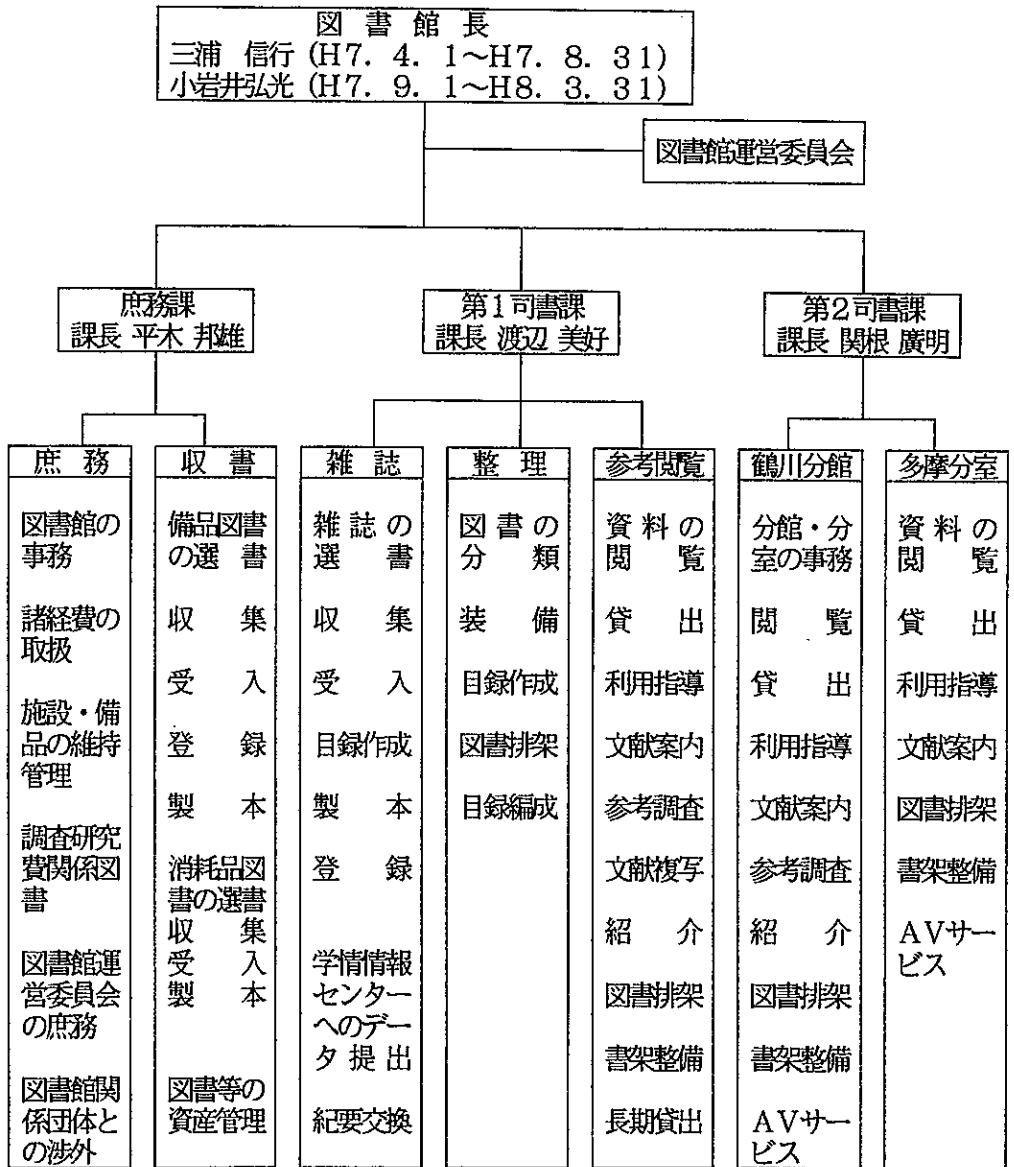 図書館長
三浦 信行 (H7. 4. 1〜H7. 8. 31)
小岩井弘光 (H7. 9. 1〜H8. 3. 31)
図書館運営委員会
庶務課
課長 平木 邦雄
第1司書課
課長 渡辺 美好
第2司書課
課長 関根 廣明
庶務
図書館の
事務
諸経費の
取扱
施設・備
品の維持
管理
調査研究
費関係図
書
図書館運
営委員会
の庶務
図書館関
係団体と
の渉外
収書
備品図書
の選書
収集
受入
登録
製本
消耗品図
書の選書
収集
受入
製本
図書等の
資産管理
雑誌
雑誌の
選書
収集
受入
目録作成
製本
登録
学情情報
センター
へのデー
タ提出
紀要交換
整理
図書の
分類
装備
目録作成
図書排架
目録編成
参考閲覧
資料の
閲覧
貸出
利用指導
文献案内
参考調査
文献複写
紹介
図書排架
書架整備
長期貸出
鶴川分館
分館・分
室の事務
閲覧
貸出
利用指導
文献案内
参考調査
紹介
図書排架
書架整備
AVサー
ビス
多摩分室
資料の
閲覧
貸出
利用指導
文献案内
図書排架
書架整備
AVサー
ビス